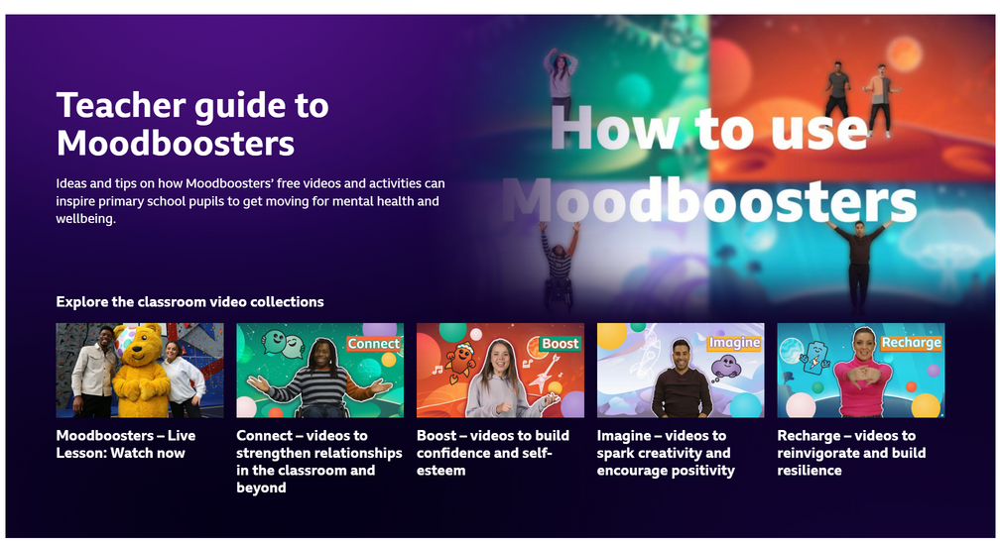 Teacher guide to
Moodboosters
Ideas and tips on how Moodboosters’ free videos and activities can
inspire primary school pupils to get moving for mental health and
wellbeing.
How to use
Moodboosters
Explore the classroom video collections
Connect
Boost
Imagine
Recharge
Moodboosters – Live
Lesson: Watch now
Connect – videos to
strengthen relationships
in the classroom and
beyond
Boost – videos to build
confidence and self-
esteem
Imagine – videos to
spark creativity and
encourage positivity
Recharge – videos to
reinvigorate and build
resilience